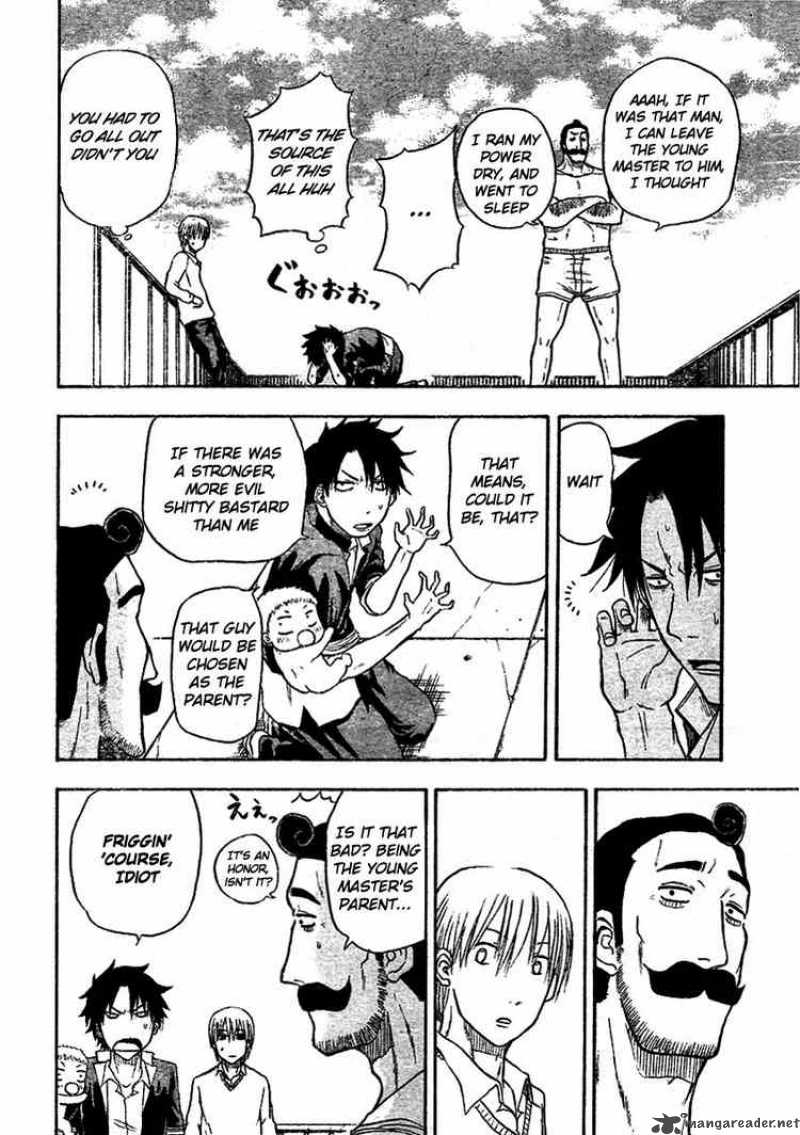 AAAH, IF IT
WAS THAT MAN,
I CAN LEAVE
THE YOUNG
MASTER TO HIM,
I THOUGHT
I RAN MY
POWER
DRY, AND
WENT TO
SLEEP
...
THAT'S THE
SOURCE
OF THIS
ALL HUH
YOU HAD TO
GO ALL OUT
DIDN'T YOU
ぐおおおっ
WAIT
THAT
MEANS,
COULD IT
BE, THAT?
IF THERE WAS
A STRONGER,
MORE EVIL
SHITTY BASTARD
THAN ME
THAT GUY
WOULD BE
CHOSEN
AS THE
PARENT?
IS IT THAT
BAD? BEING
THE YOUNG
MASTER'S
PARENT...
ええっ
IT'S AN
HONOR,
ISN'T IT?
FRIGGIN'
'COURSE,
IDIOT
mangareader.net